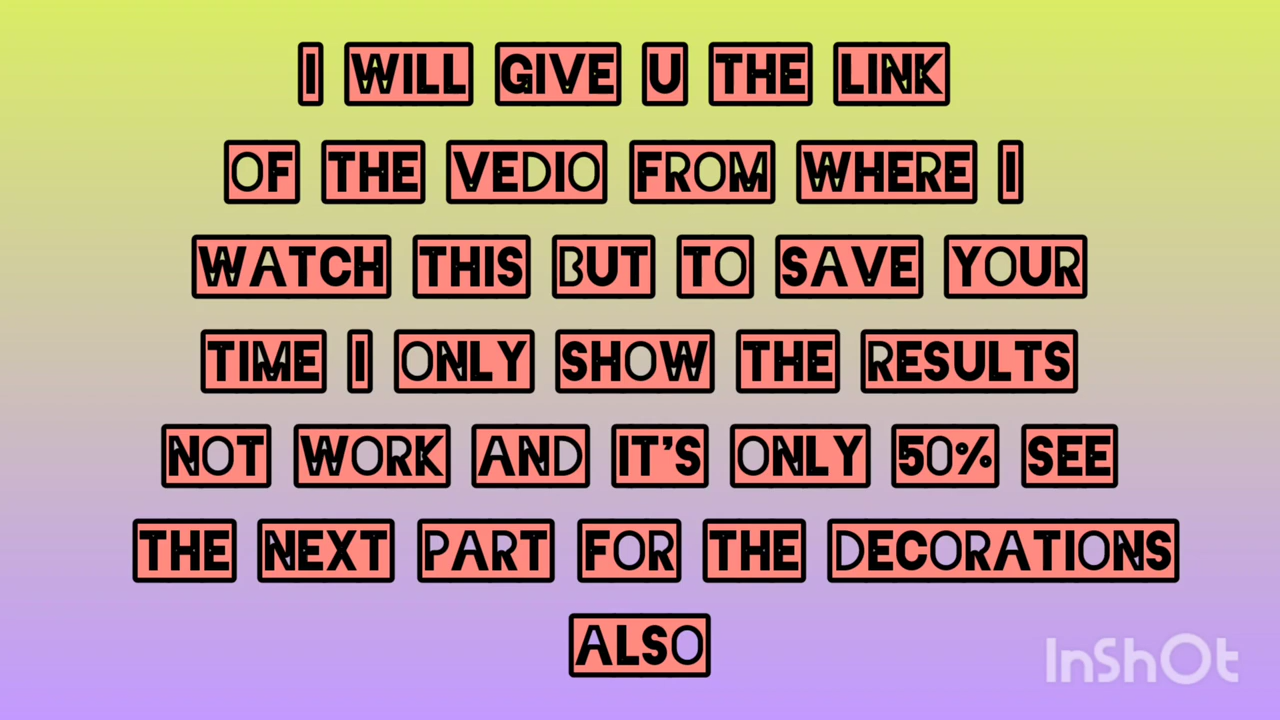 I WILL GIVE U THE LINK
OF THE VEDIO FROM WHERE I
WATCH THIS BUT TO SAVE YOUR
TIME I ONLY SHOW THE RESULTS
NOT WORK AND IT'S ONLY 50% SEE
THE NEXT PART FOR THE DECORATIONS
ALSO
InShOt